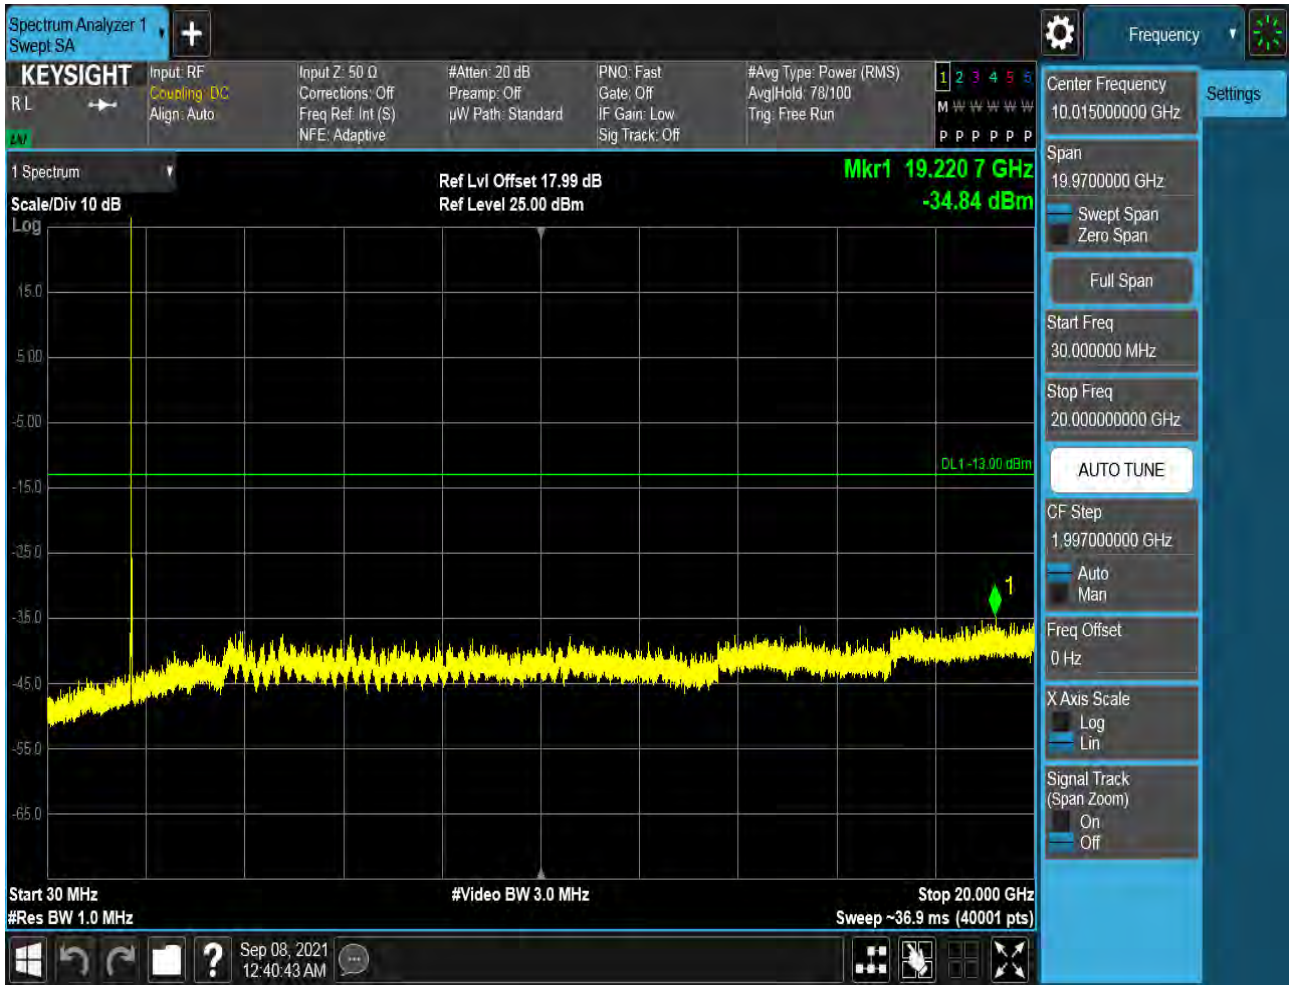 Spectrum Analyzer 1
Swept SA
Frequency
KEYSIGHT
R L
LNI
Input: RF
Coupling: DC
Align: Auto
Input Z: 50 Ω
Corrections: Off
Freq Ref: Int (S)
NFE: Adaptive
#Atten: 20 dB
Preamp: Off
µW Path: Standard
PNO: Fast
Gate: Off
IF Gain: Low
Sig Track: Off
#Avg Type: Power (RMS)
Avg|Hold: 78/100
Trig: Free Run
1 2 3 4 5 6
M W W W W W
P P P P P P
1 Spectrum
Scale/Div 10 dB
Log
Ref Lvl Offset 17.99 dB
Ref Level 25.00 dBm
Mkr1 19.220 7 GHz
-34.84 dBm
15.0
5.00
-5.00
-15.0
-25.0
-35.0
-45.0
-55.0
-65.0
DL1 -13.00 dBm
1
Start 30 MHz
#Res BW 1.0 MHz
#Video BW 3.0 MHz
Stop 20.000 GHz
Sweep ~36.9 ms (40001 pts)
Sep 08, 2021
12:40:43 AM
Center Frequency
10.015000000 GHz
Span
19.9700000 GHz
Swept Span
Zero Span
Full Span
Start Freq
30.000000 MHz
Stop Freq
20.000000000 GHz
AUTO TUNE
CF Step
1.997000000 GHz
Auto
Man
Freq Offset
0 Hz
X Axis Scale
Log
Lin
Signal Track
(Span Zoom)
On
Off
Settings